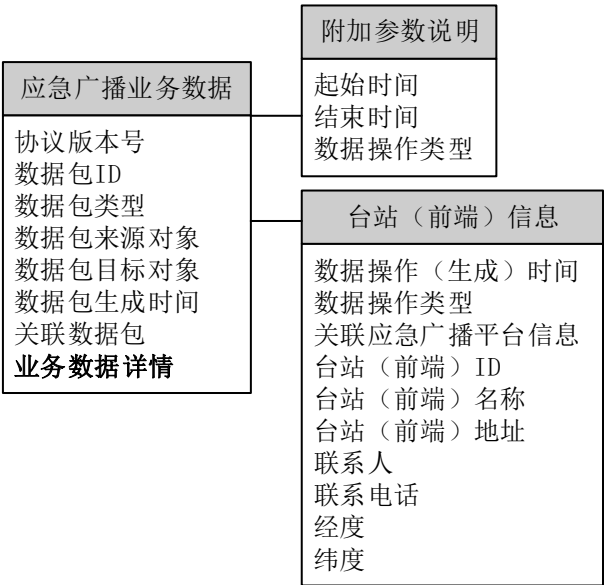 附加参数说明
起始时间
结束时间
数据操作类型
应急广播业务数据
协议版本号
数据包ID
数据包类型
数据包来源对象
数据包目标对象
数据包生成时间
关联数据包
业务数据详情
台站（前端）信息
数据操作（生成）时间
数据操作类型
关联应急广播平台信息
台站（前端）ID
台站（前端）名称
台站（前端）地址
联系人
联系电话
经度
纬度